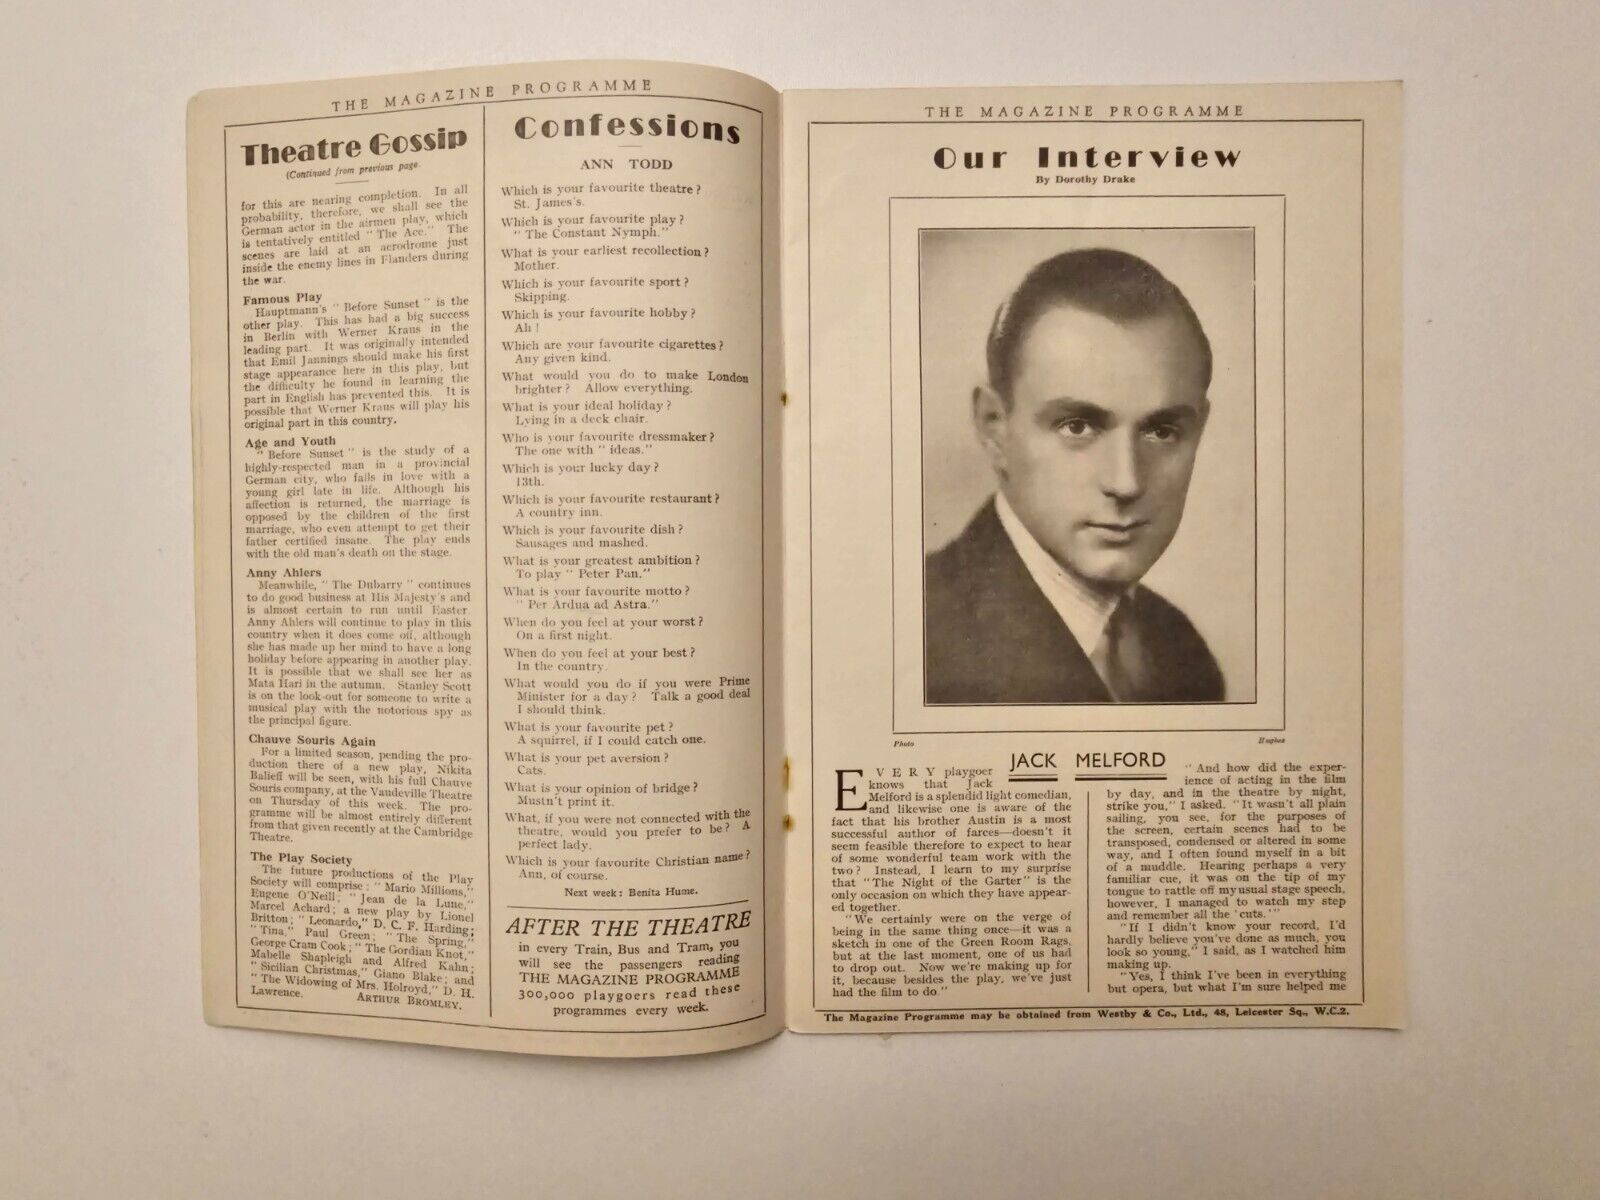 THE MAGAZINE PROGRAMME
Theatre Gossip
(Continued from previous page
for this are nearing completion. In all
probability, therefore, we shall see the
German actor in the airmen play, which
is tentatively entitled "The Ace." The
scenes are laid at an aerodrome just
inside the enemy lines in Flanders during
the war.
Famous Play
Hauptmann's "Before Sunset" is the
other play. This has had a big success
in Berlin with Werner Kraus in the
leading part. It was originally intended
that Emil Jannings should make his first
stage appearance here in this play, but
the difficulty he found in learning the
part in English has prevented this. It is
possible that Werner Kraus will play his
original part in this country.
Age and Youth
"Before Sunset" is the study of a
highly-respected man in a provincial
German city, who falls in love with a
young girl late in life. Although his
affection is returned, the marriage is
opposed by the children of the first
marriage, who even attempt to get their
father certified insane. The play ends
with the old man's death on the stage.
Anny Ahlers
Meanwhile, "The Dubarry" continues
to do good business at His Majesty's and
is almost certain to run until Easter.
Anny Ahlers will continue to play in this
country when it does come off, although
she has made up her mind to have a long
holiday before appearing in another play.
It is possible that we shall see her as
Mata Hari in the autumn. Stanley Scott
is on the look-out for someone to write a
musical play with the notorious spy as
the principal figure.
Chauve Souris Again
For a limited season, pending the pro-
duction there of a new play, Nikita
Balieff will be seen, with his full Chauve
Souris company, at the Vaudeville Theatre
on Thursday of this week. The pro-
gramme will be almost entirely different
from that given recently at the Cambridge
Theatre.
The Play Society
The future productions of the Play
Society will comprise: "Mario Millions,"
Eugene O'Neill; "Jean de la Lune,"
Marcel Achard; a new play by Lionel
Britton; "Leonardo," D. C. F. Harding;
"Tina," Paul Green; "The Spring,"
George Cram Cook; "The Gordian Knot,"
Mabelle Shapleigh and Alfred Kahn;
"Sicilian Christmas," Giano Blake; and
"The Widowing of Mrs. Holroyd," D. H.
Lawrence. ARTHUR BROMLEY.
Confessions
ANN TODD
Which is your favourite theatre?
St. James's.
Which is your favourite play?
"The Constant Nymph."
What is your earliest recollection?
Mother.
Which is your favourite sport?
Skipping.
Which is your favourite hobby?
Ah!
Which are your favourite cigarettes?
Any given kind.
What would you do to make London
brighter? Allow everything.
What is your ideal holiday?
Lying in a deck chair.
Who is your favourite dressmaker?
The one with "ideas."
Which is your lucky day?
13th.
Which is your favourite restaurant?
A country inn.
Which is your favourite dish?
Sausages and mashed.
What is your greatest ambition?
To play "Peter Pan."
What is your favourite motto?
"Per Ardua ad Astra."
When do you feel at your worst?
On a first night.
When do you feel at your best?
In the country.
What would you do if you were Prime
Minister for a day? Talk a good deal
I should think.
What is your favourite pet?
A squirrel, if I could catch one.
What is your pet aversion?
Cats.
What is your opinion of bridge?
Mustn't print it.
What, if you were not connected with the
theatre, would you prefer to be? A
perfect lady.
Which is your favourite Christian name?
Ann, of course.
Next week: Benita Hume.
AFTER THE THEATRE
in every Train, Bus and Tram, you
will see the passengers reading
THE MAGAZINE PROGRAMME
300,000 playgoers read these
programmes every week.
THE MAGAZINE PROGRAMME
Our Interview
By Dorothy Drake
Photo
Hughes
JACK MELFORD
EVERY playgoer
knows that Jack
Melford is a splendid light comedian,
and likewise one is aware of the
fact that his brother Austin is a most
successful author of farces—doesn't it
seem feasible therefore to expect to hear
of some wonderful team work with the
two? Instead, I learn to my surprise
that "The Night of the Garter" is the
only occasion on which they have appear-
ed together.
"We certainly were on the verge of
being in the same thing once—it was a
sketch in one of the Green Room Rags,
but at the last moment, one of us had
to drop out. Now we're making up for
it, because besides the play, we've just
had the film to do."
"And how did the exper-
ience of acting in the film
by day, and in the theatre by night,
strike you," I asked. "It wasn't all plain
sailing, you see, for the purposes of
the screen, certain scenes had to be
transposed, condensed or altered in some
way, and I often found myself in a bit
of a muddle. Hearing perhaps a very
familiar cue, it was on the tip of my
tongue to rattle off my usual stage speech,
however, I managed to watch my step
and remember all the 'cuts.'"
"If I didn't know your record, I'd
hardly believe you've done as much, you
look so young," I said, as I watched him
making up.
"Yes, I think I've been in everything
but opera, but what I'm sure helped me
The Magazine Programme may be obtained from Westby & Co., Ltd., 48, Leicester Sq., W.C.2.